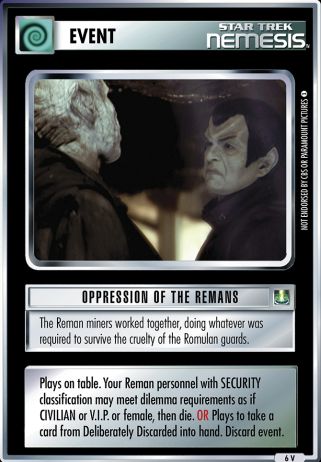 EVENT
STAR TREK
NEMESIS
NOT ENDORSED BY CBS OR PARAMOUNT PICTURES
OPPRESSION OF THE REMANS
The Reman miners worked together, doing whatever was
required to survive the cruelty of the Romulan guards.
Plays on table. Your Reman personnel with SECURITY
classification may meet dilemma requirements as if
CIVILIAN or V.I.P. or female, then die. OR Plays to take a
card from Deliberately Discarded into hand. Discard event.
6 V